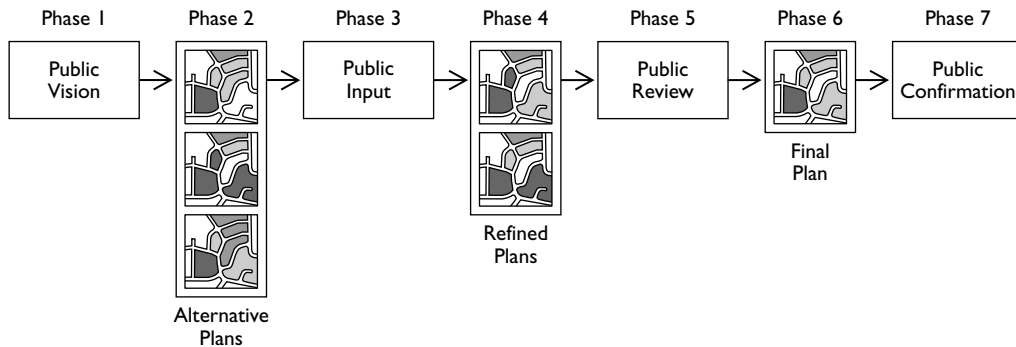 Phase 1
Phase 2
Phase 3
Phase 4
Phase 5
Phase 6
Phase 7
Public
Vision
Public
Input
Public
Review
Public
Confirmation
Final
Plan
Refined
Plans
Alternative
Plans